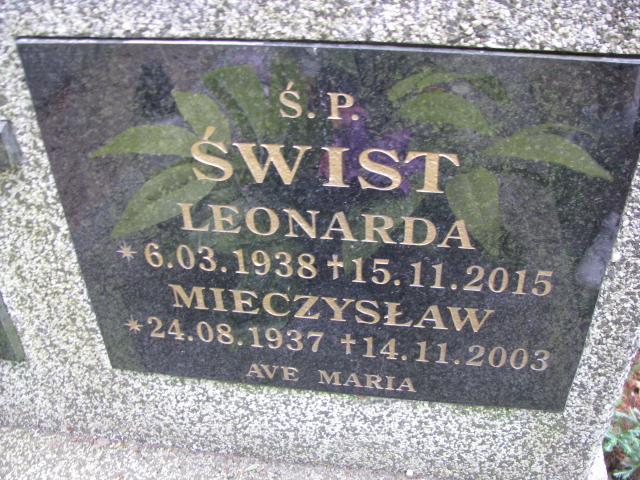 Ś. P.
ŚWIST
LEONARDA
* 6.03.1938 † 15.11.2015
MIECZYSŁAW
* 24.08.1937 † 14.11.2003
AVE MARIA